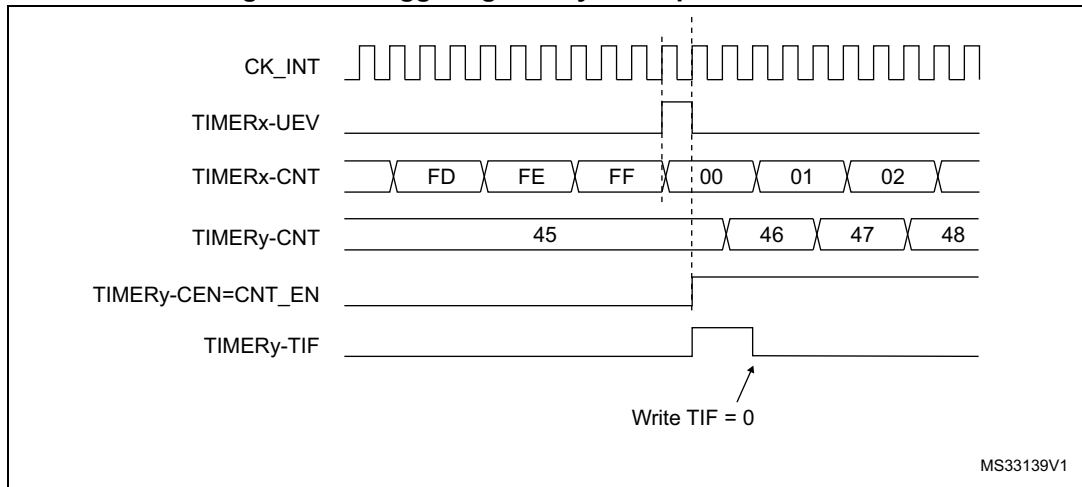 CK_INT
TIMERx-UEV
TIMERx-CNT FD FE FF 00 01 02
TIMERy-CNT 45 46 47 48
TIMERy-CEN=CNT_EN
TIMERy-TIF
Write TIF = 0
MS33139V1